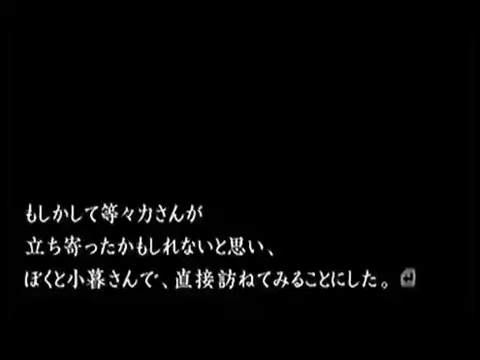 もしかして等々力さんが
立ち寄ったかもしれないと思い、
ぼくと小暮さんで、直接訪ねてみることにした。